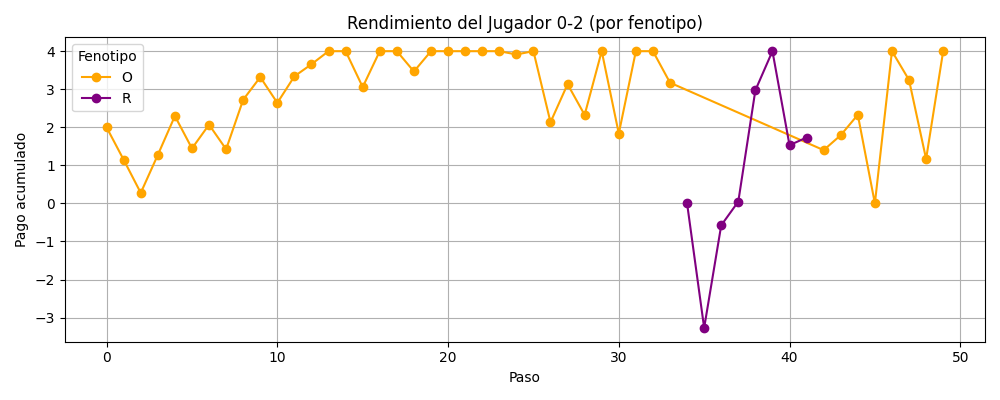 Rendimiento del Jugador 0-2 (por fenotipo)
Fenotipo
O
R
Pago acumulado
4
3
2
1
0
−1
−2
−3
0 10 20 30 40 50
Paso